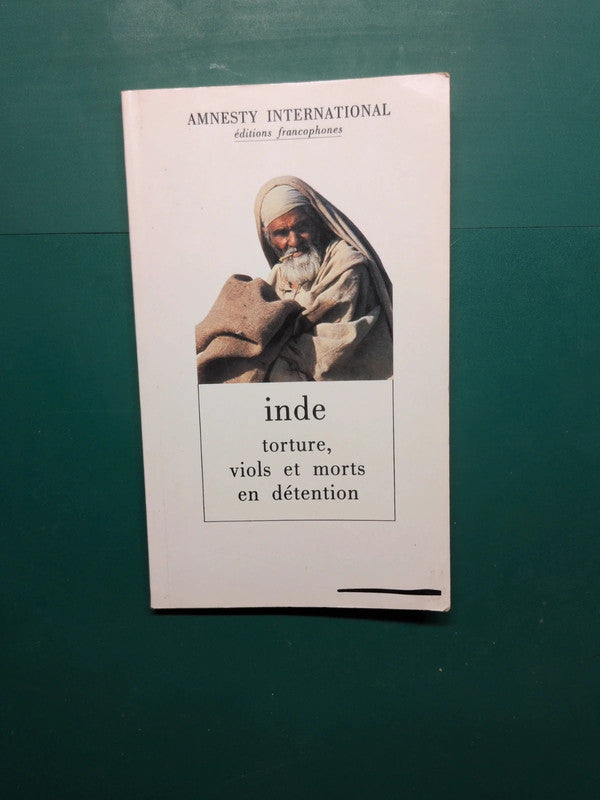 AMNESTY INTERNATIONAL
éditions francophones
inde
torture,
viols et morts
en détention